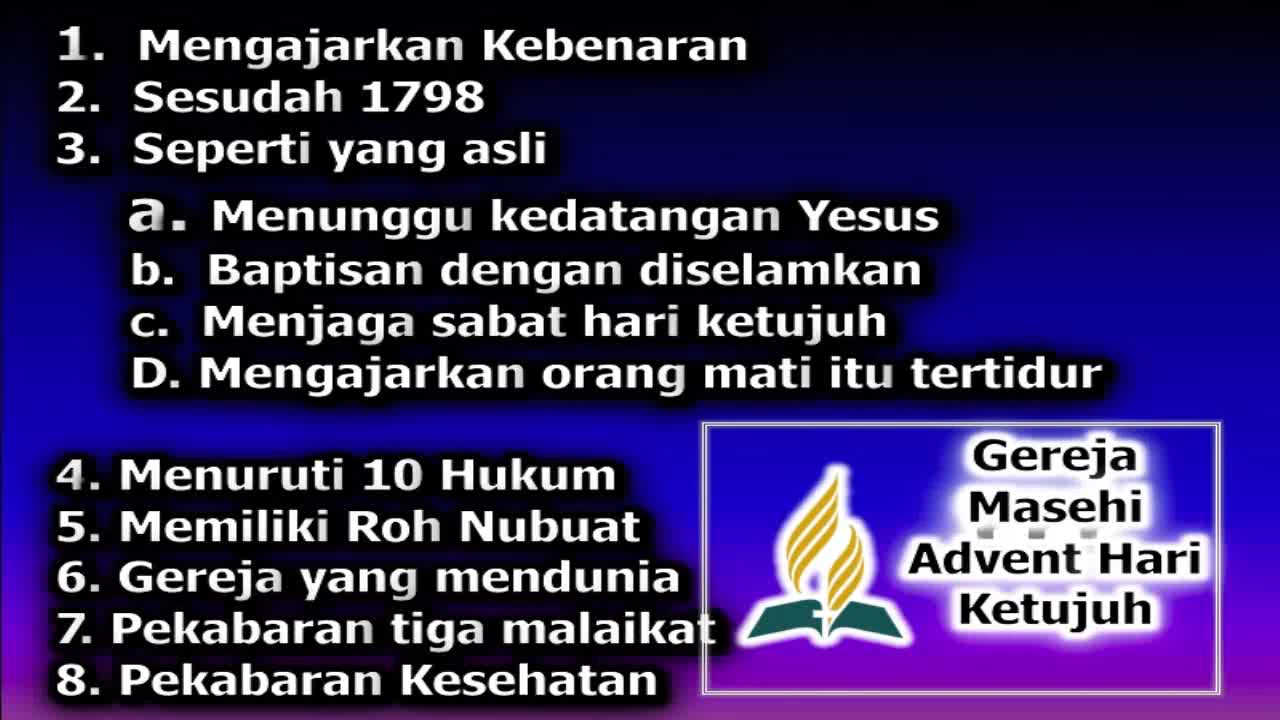 1. Mengajarkan Kebenaran
2. Sesudah 1798
3. Seperti yang asli
a. Menunggu kedatangan Yesus
b. Baptisan dengan diselamkan
c. Menjaga sabat hari ketujuh
D. Mengajarkan orang mati itu tertidur
4. Menuruti 10 Hukum
5. Memiliki Roh Nubuat
6. Gereja yang mendunia
7. Pekabaran tiga malaikat
8. Pekabaran Kesehatan
Gereja
Masehi
Advent Hari
Ketujuh